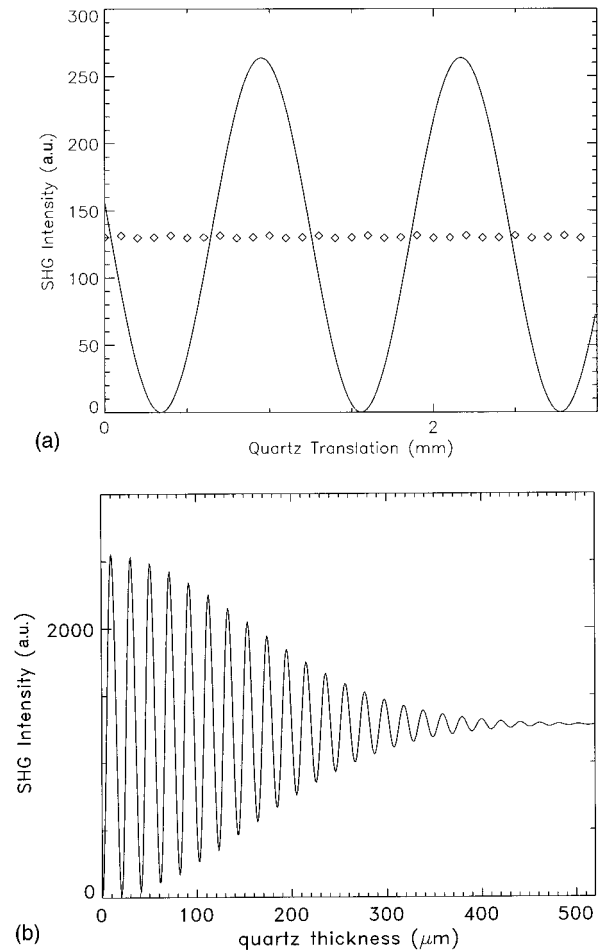 300
250
200
150
100
50
0
SHG Intensity (a.u.)
0
2
Quartz Translation (mm)
(a)
2000
0
SHG Intensity (a.u.)
0
100
200
300
400
500
quartz thickness (μm)
(b)